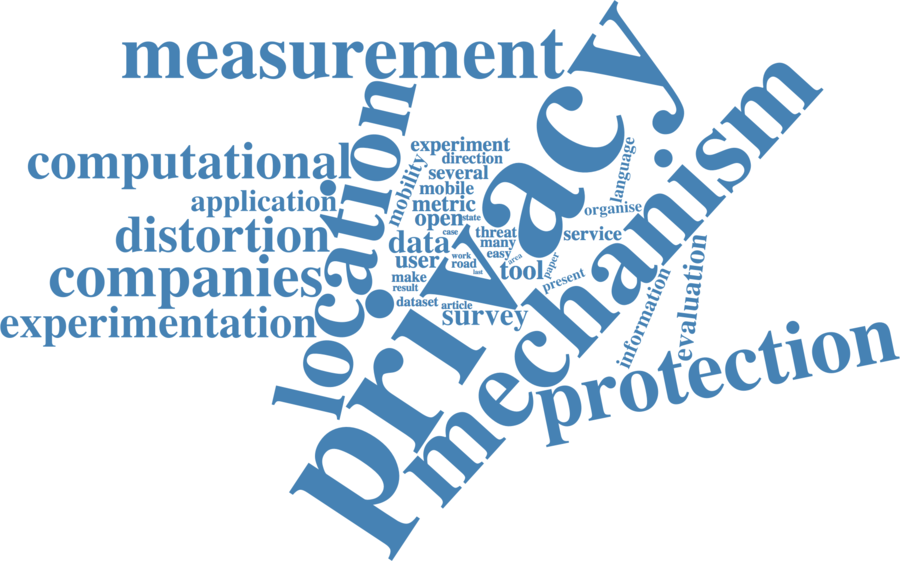 measurement
privacy
mechanism
location
computational
application
distortion
companies
experimentation
experiment
direction
several
mobility
mobile
metric
open
state
case
language
organise
data
threat
many
easy
service
user
work
road
area
last
tool
paper
make
result
present
dataset
article
survey
information
evaluation
protection